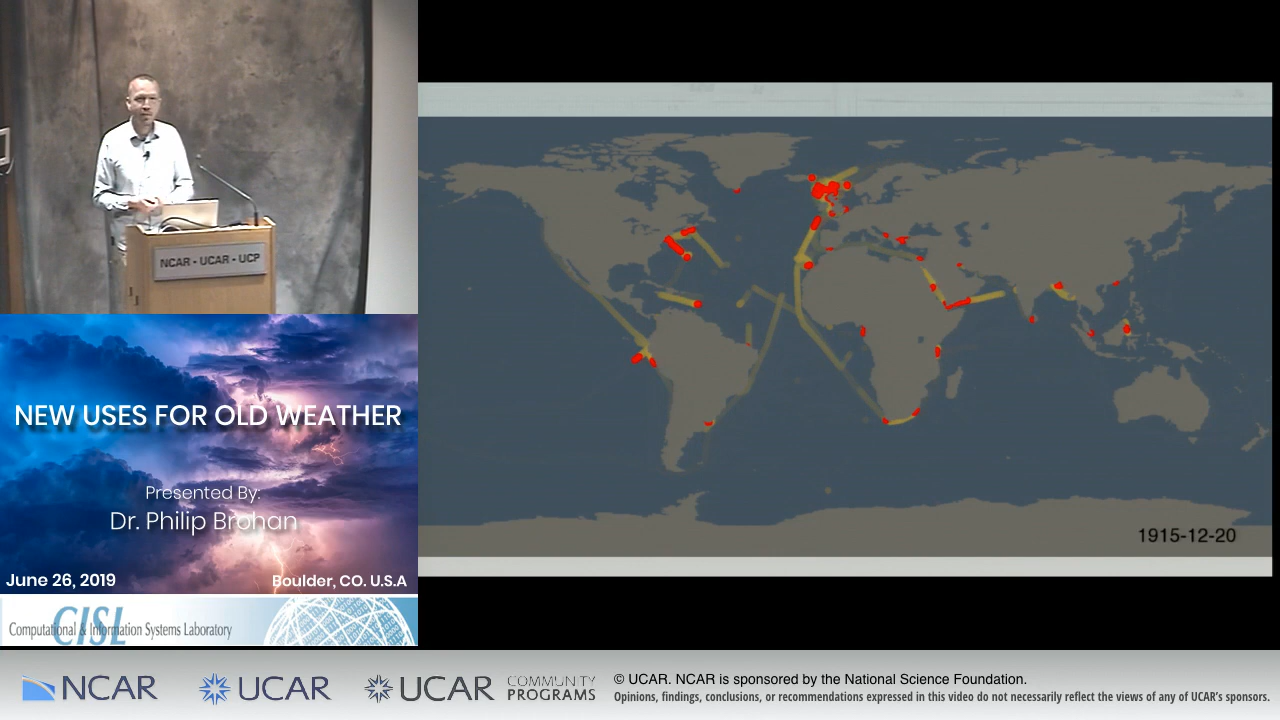 NCAR - UCAR - UCP
NEW USES FOR OLD WEATHER
Presented By:
Dr. Philip Brohan
June 26, 2019
Boulder, CO. U.S.A
CISL
Computational & Information Systems Laboratory
1915-12-20
NCAR
UCAR
UCAR
COMMUNITY
PROGRAMS
© UCAR. NCAR is sponsored by the National Science Foundation.
Opinions, findings, conclusions, or recommendations expressed in this video do not necessarily reflect the views of any of UCAR's sponsors.